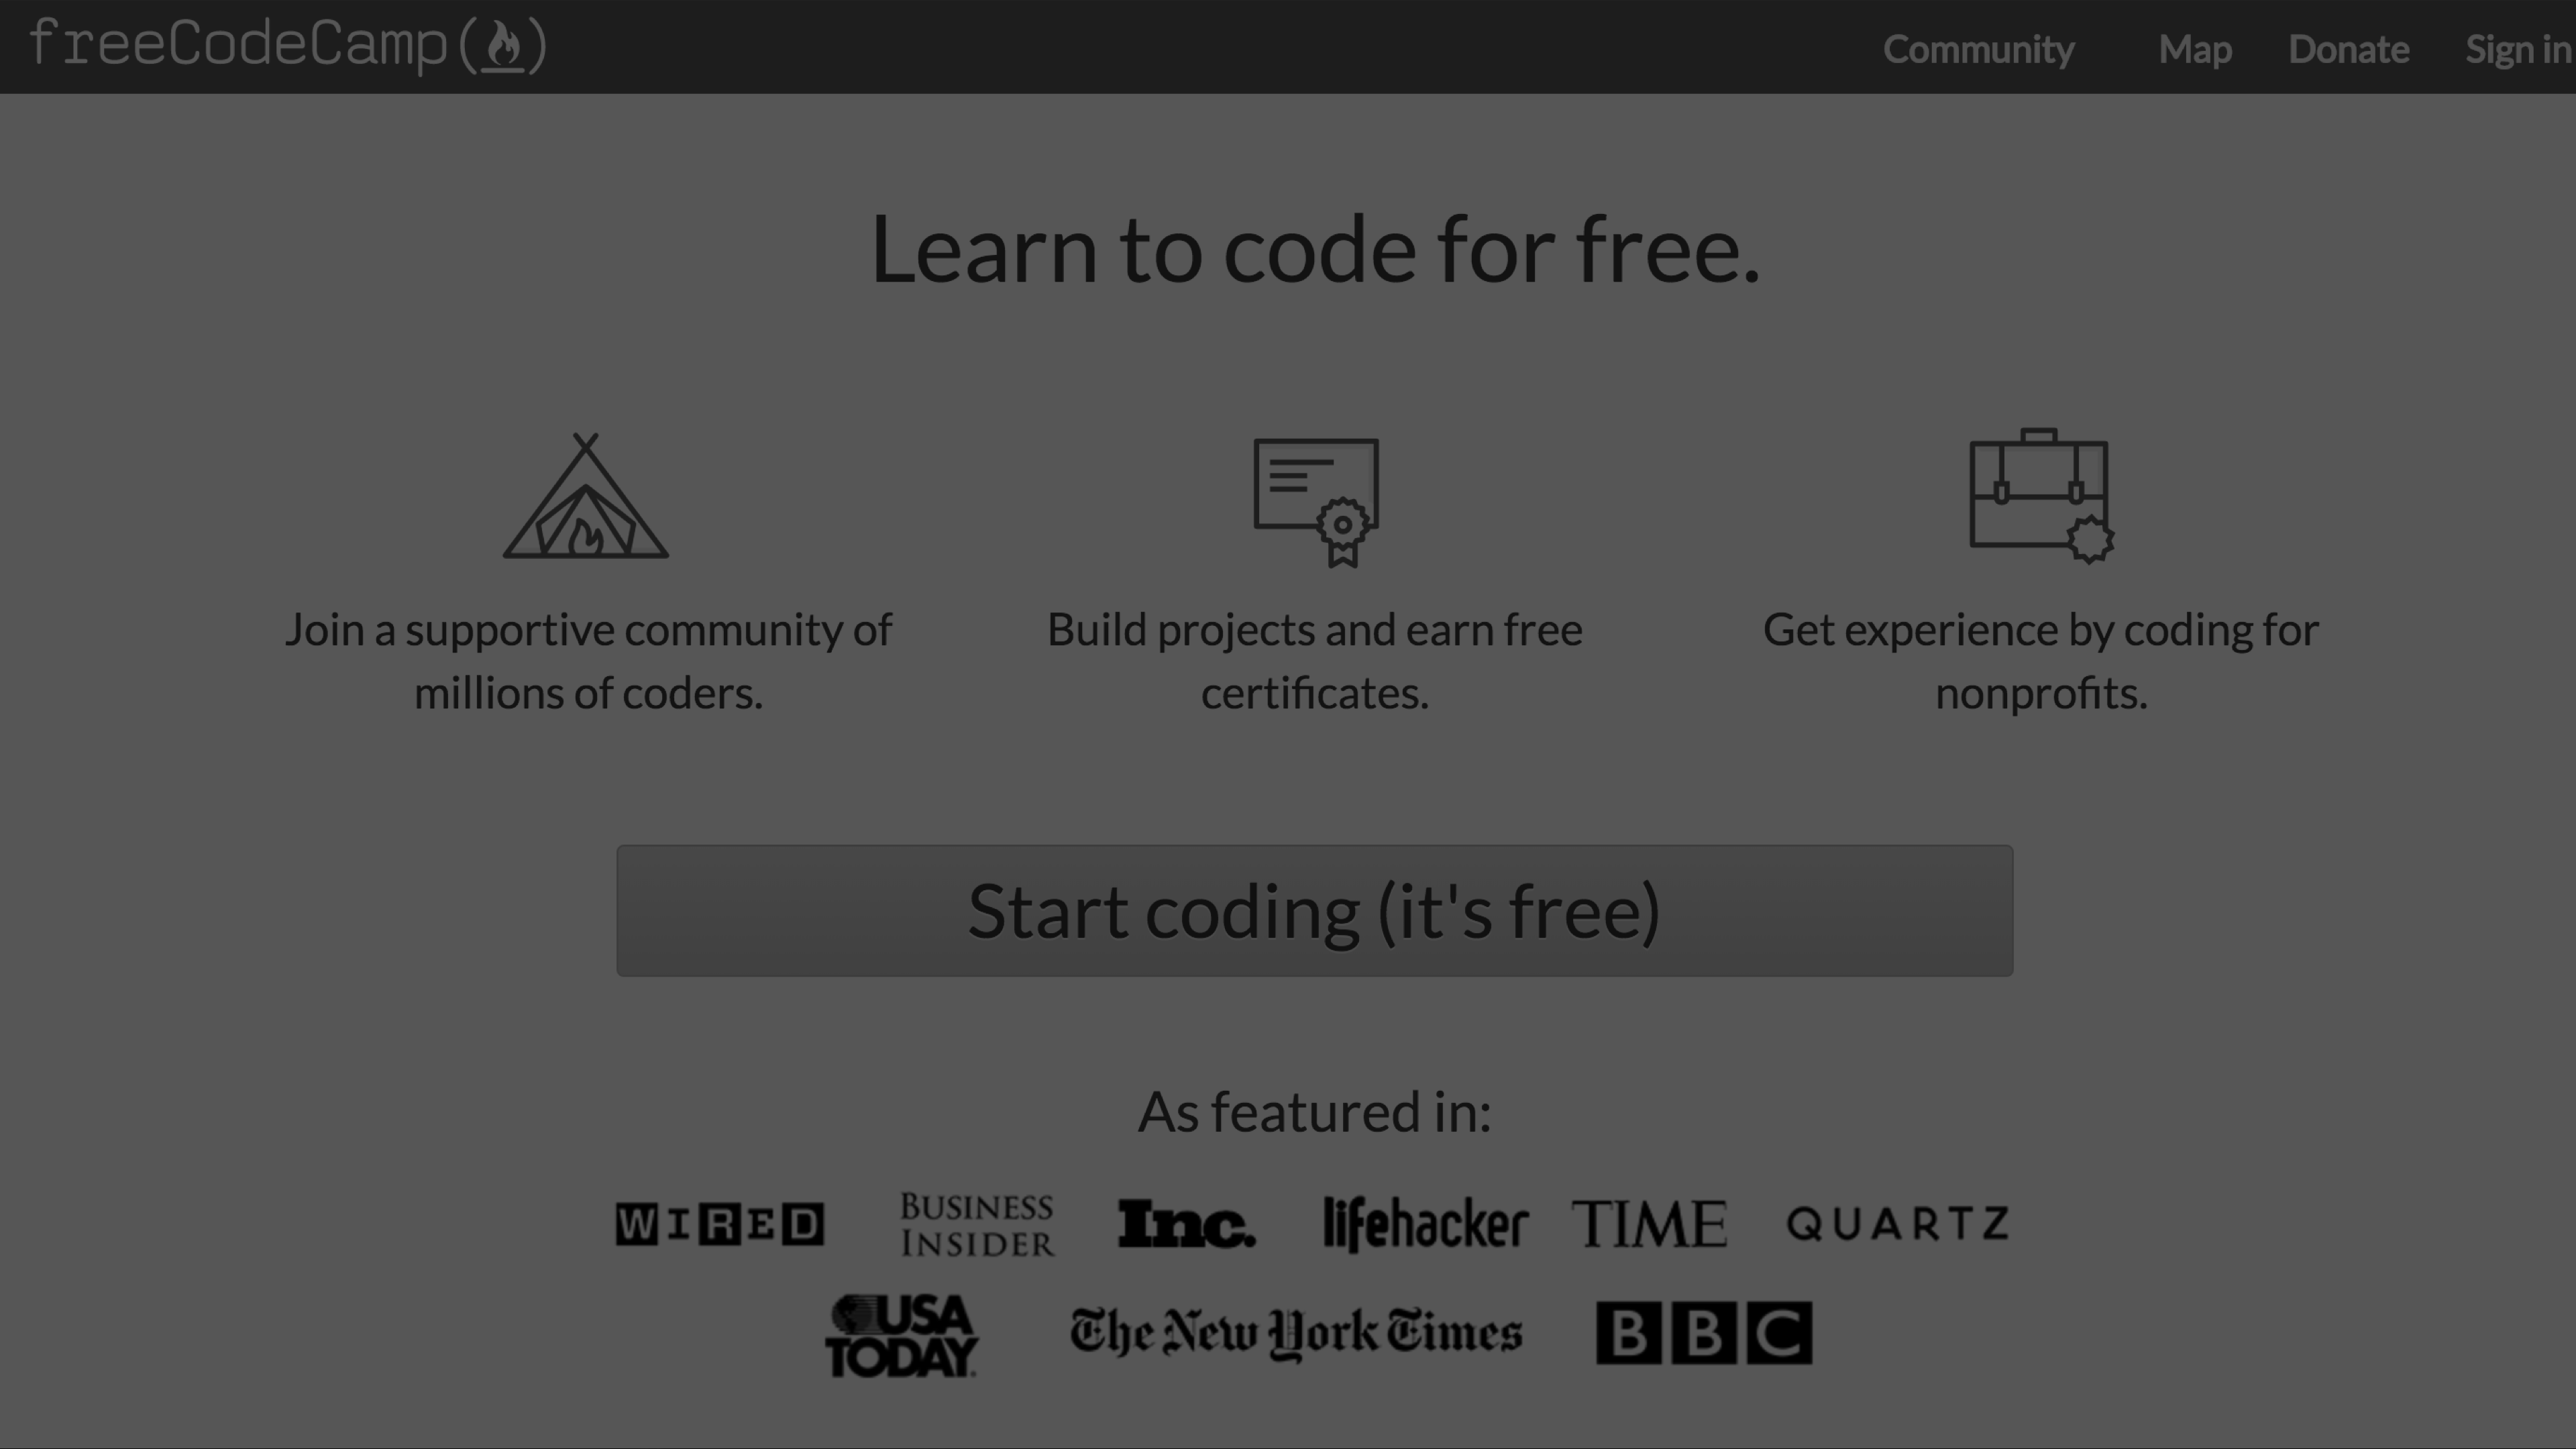 freeCodeCamp
Community Map Donate Sign in
Learn to code for free.
Join a supportive community of
millions of coders.
Build projects and earn free
certificates.
Get experience by coding for
nonprofits.
Start coding (it's free)
As featured in:
WIRED
BUSINESS
INSIDER
Inc.
lifehacker
TIME
QUARTZ
USA
TODAY
The New York Times
BBC